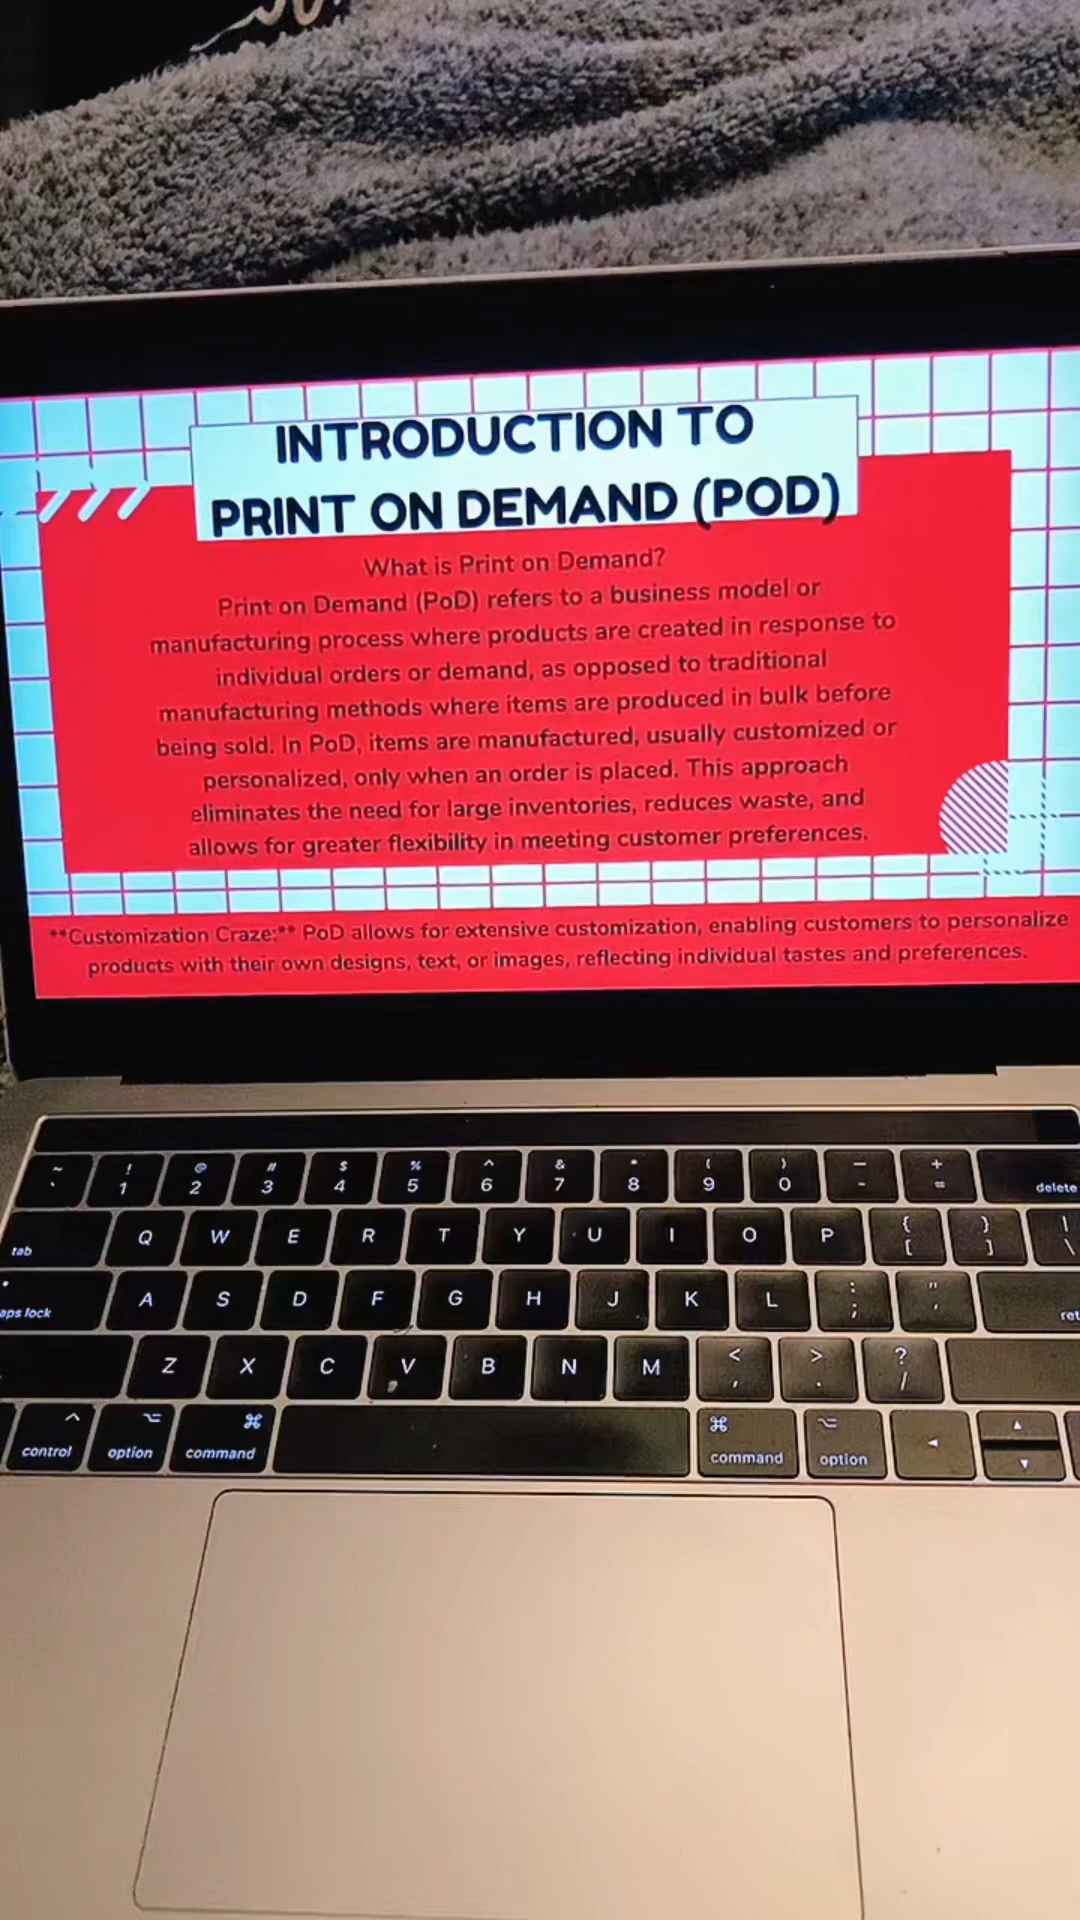 INTRODUCTION TO
PRINT ON DEMAND (POD)
What is Print on Demand?
Print on Demand (PoD) refers to a business model or
manufacturing process where products are created in response to
individual orders or demand, as opposed to traditional
manufacturing methods where items are produced in bulk before
being sold. In PoD, items are manufactured, usually customized or
personalized, only when an order is placed. This approach
eliminates the need for large inventories, reduces waste, and
allows for greater flexibility in meeting customer preferences.
**Customization Craze:** PoD allows for extensive customization, enabling customers to personalize
products with their own designs, text, or images, reflecting individual tastes and preferences.
~ ! @ # $ % ^ & * ( ) — +
` 1 2 3 4 5 6 7 8 9 0 - = delete
tab Q W E R T Y U I O P { } |
[ ] \
aps lock A S D F G H J K L : "
; ' ret
Z X C V B N M < > ?
, . /
^ ⌥ ⌘ ⌘ ⌥ ▲
control option command command option ◀ ▼